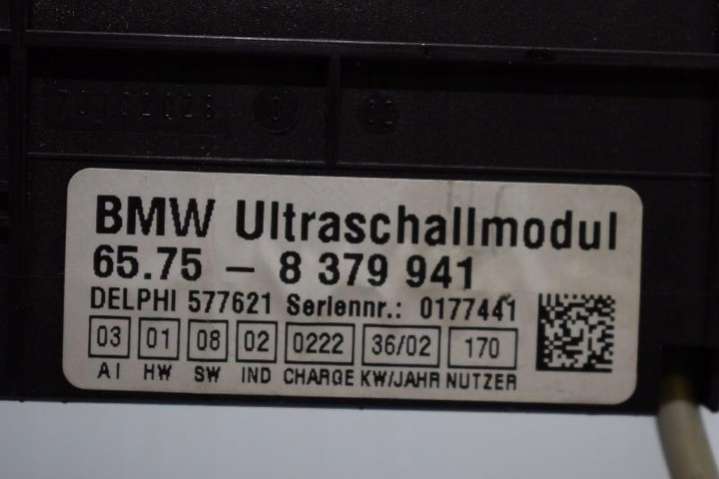 BMW Ultraschallmodul
65.75 – 8 379 941
DELPHI 577621 Seriennr.: 0177441
03 01 08 02 0222 36/02 170
AI HW SW IND CHARGE KW/JAHR NUTZER